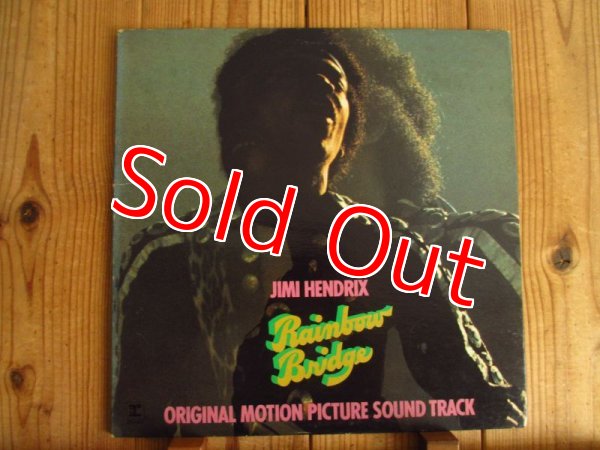 Sold Out
JIMI HENDRIX
Rainbow
Bridge
ORIGINAL MOTION PICTURE SOUND TRACK